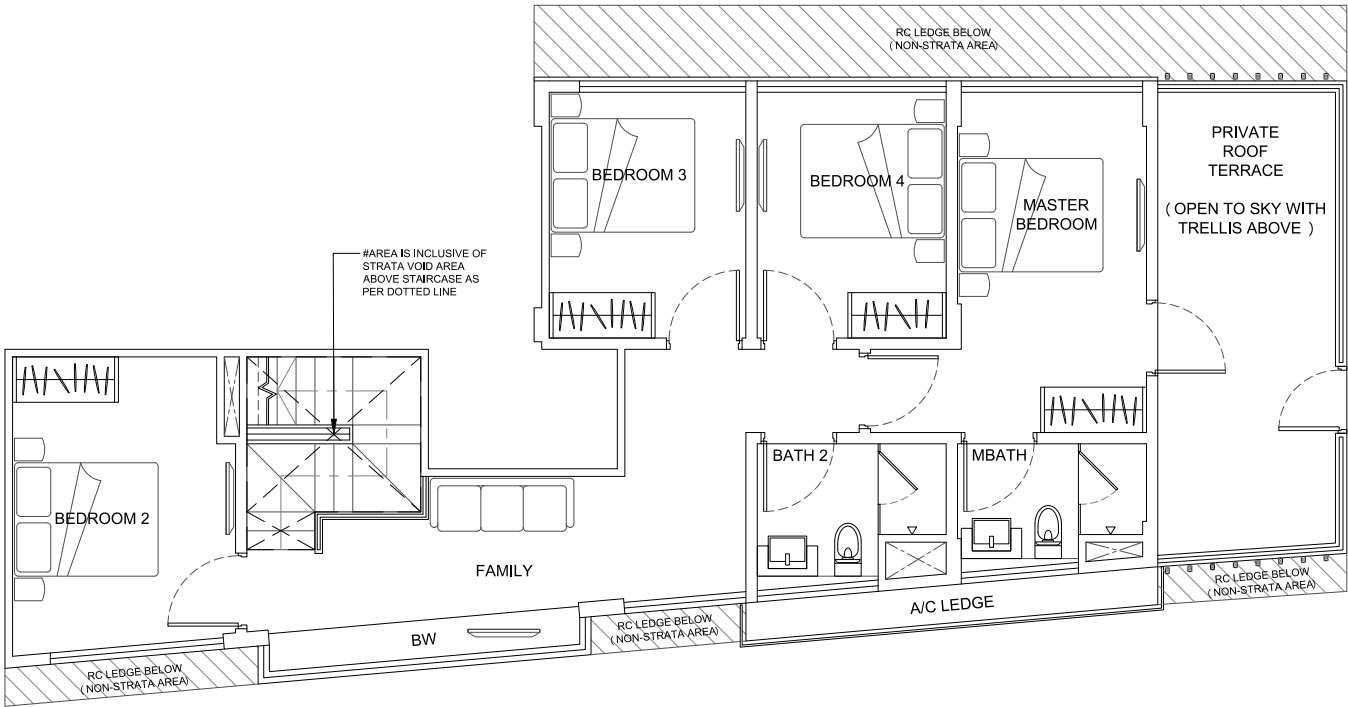 RC LEDGE BELOW
( NON-STRATA AREA)
PRIVATE
ROOF
TERRACE
( OPEN TO SKY WITH
TRELLIS ABOVE )
BEDROOM 3
BEDROOM 4
MASTER
BEDROOM
#AREA IS INCLUSIVE OF
STRATA VOID AREA
ABOVE STAIRCASE AS
PER DOTTED LINE
BEDROOM 2
BATH 2
MBATH
FAMILY
BW
A/C LEDGE
RC LEDGE BELOW
( NON-STRATA AREA)
RC LEDGE BELOW
( NON-STRATA AREA)
RC LEDGE BELOW
( NON-STRATA AREA)